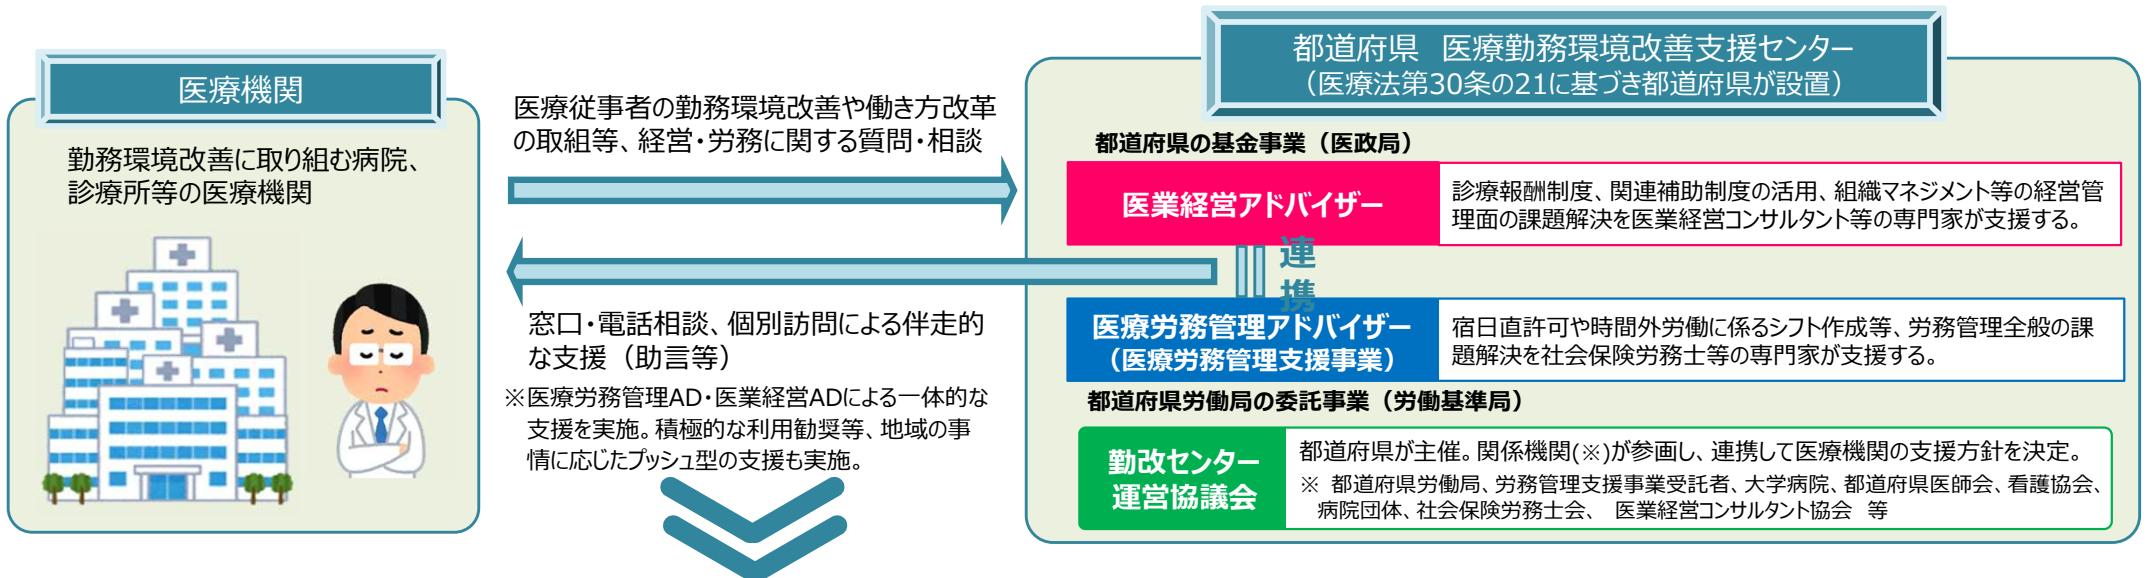 医療機関
勤務環境改善に取り組む病院、
診療所等の医療機関
医療従事者の勤務環境改善や働き方改革
の取組等、経営・労務に関する質問・相談
窓口・電話相談、個別訪問による伴走的
な支援（助言等）
※医療労務管理AD・医業経営ADによる一体的な
支援を実施。積極的な利用勧奨等、地域の事
情に応じたプッシュ型の支援も実施。
都道府県　医療勤務環境改善支援センター
（医療法第30条の21に基づき都道府県が設置）
都道府県の基金事業（医政局）
医業経営アドバイザー
診療報酬制度、関連補助制度の活用、組織マネジメント等の経営管
理面の課題解決を医業経営コンサルタント等の専門家が支援する。
連
携
医療労務管理アドバイザー
（医療労務管理支援事業）
宿日直許可や時間外労働に係るシフト作成等、労務管理全般の課
題解決を社会保険労務士等の専門家が支援する。
都道府県労働局の委託事業（労働基準局）
勤改センター
運営協議会
都道府県が主催。関係機関(※)が参画し、連携して医療機関の支援方針を決定。
※ 都道府県労働局、労務管理支援事業受託者、大学病院、都道府県医師会、看護協会、
病院団体、社会保険労務士会、 医業経営コンサルタント協会 等